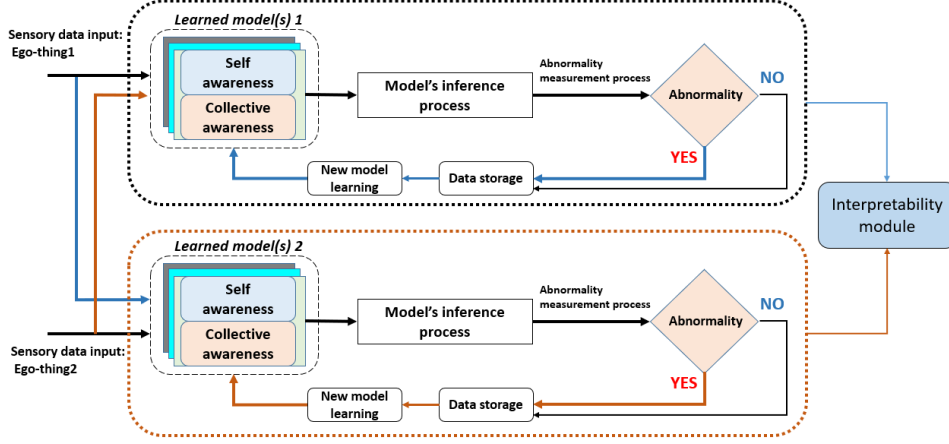 Sensory data input:
Ego-thing1
Learned model(s) 1
Self
awareness
Collective
awareness
Model's inference
process
Abnormality
measurement process
Abnormality
NO
YES
New model
learning
Data storage
Interpretability
module
Learned model(s) 2
Self
awareness
Collective
awareness
Model's inference
process
Abnormality
measurement process
Abnormality
NO
YES
New model
learning
Data storage
Sensory data input:
Ego-thing2